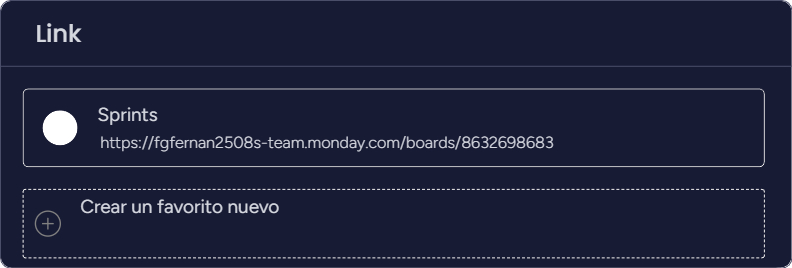 Link
Sprints
https://fgfernan2508s-team.monday.com/boards/8632698683
Crear un favorito nuevo